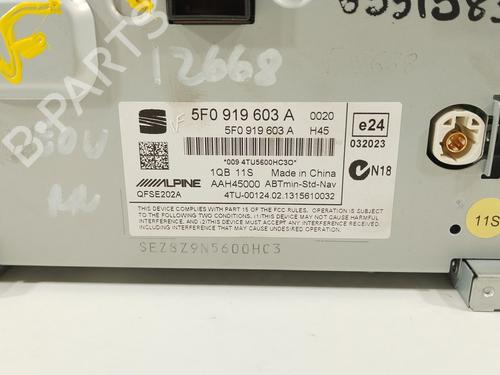 12668
5F0 919 603 A 0020
5F0 919 603 A H45
*009 4TU5600HC3O*
1QB 11S Made in China
ALPINE AAH45000 ABTmin-Std-Nav
QFSE202A 4TU-00124.02.1315610032
THIS DEVICE COMPLIES WITH PART 15 OF THE FCC RULES. OPERATION IS
SUBJECT TO THE FOLLOWING TWO CONDITIONS: (1) THIS DEVICE MAY NOT
CAUSE HARMFUL INTERFERENCE, AND (2) THIS DEVICE MUST ACCEPT ANY
INTERFERENCE RECEIVED, INCLUDING INTERFERENCE THAT MAY CAUSE
UNDESIRED OPERATION.
e24
032023
N18
11S
SEZ8Z9N5600HC3
B-PARTS